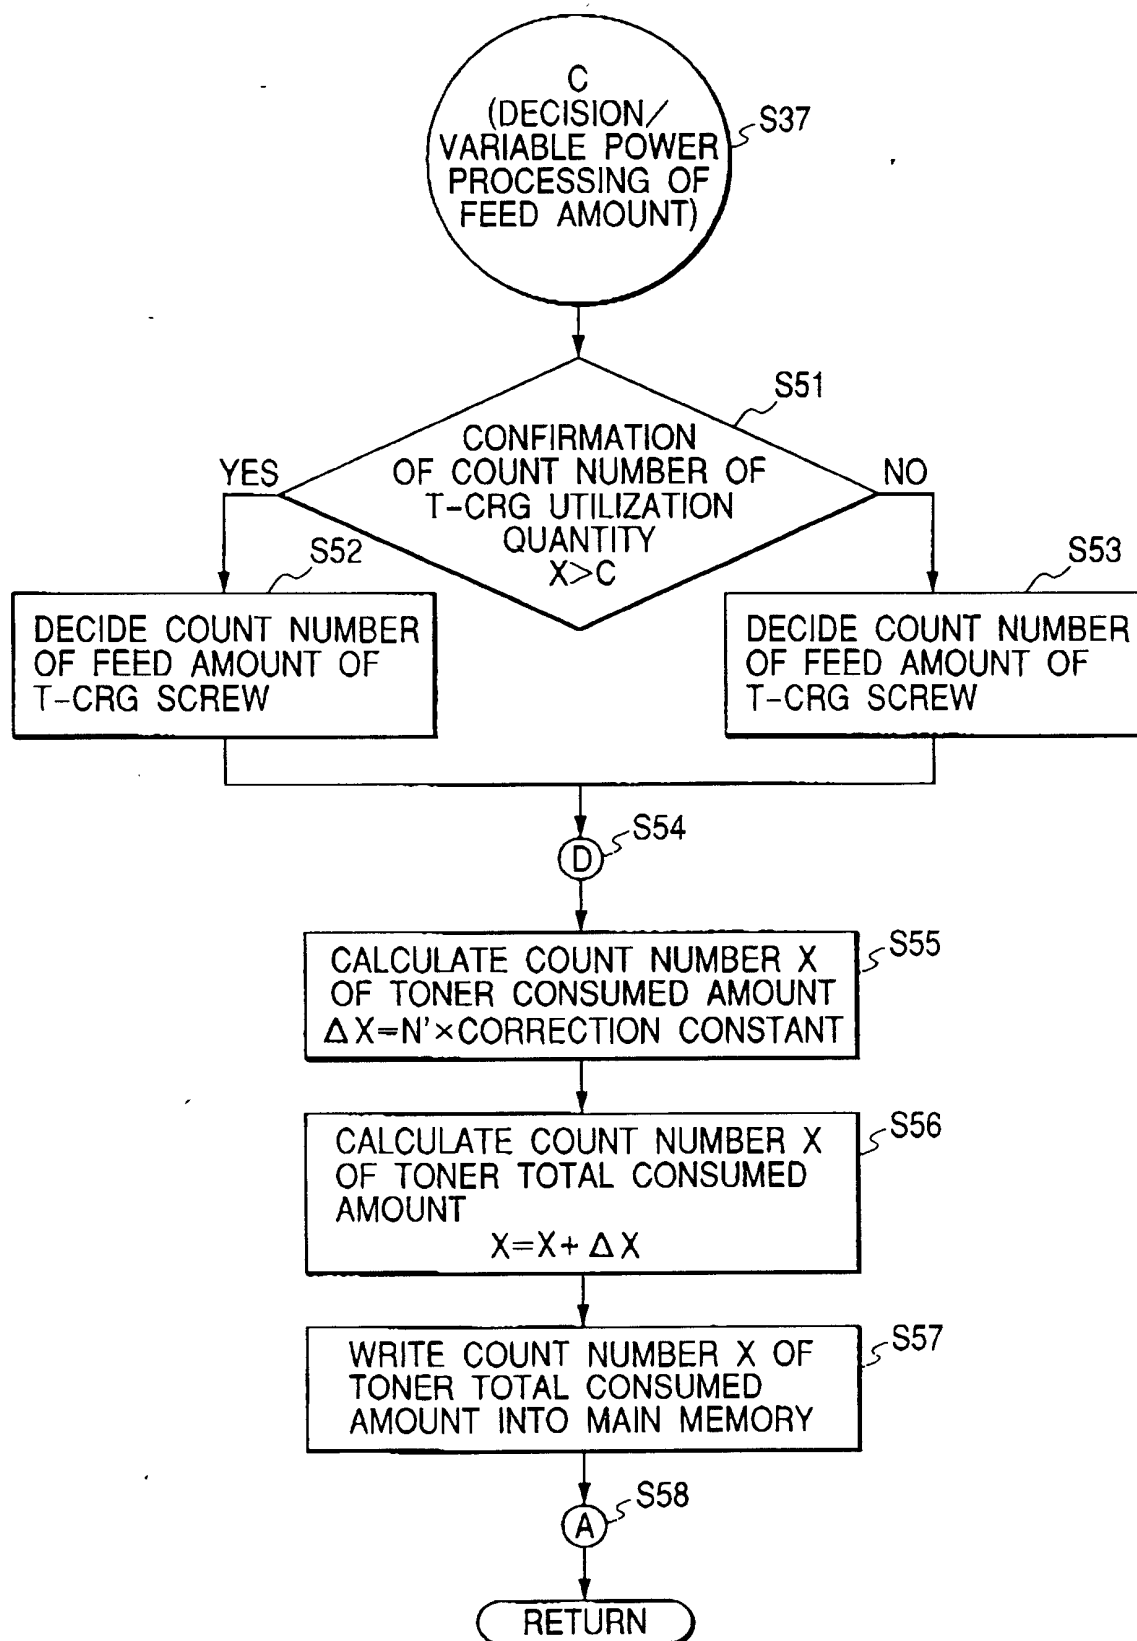 C
(DECISION/
VARIABLE POWER
PROCESSING OF
FEED AMOUNT)
S37
S51
CONFIRMATION
OF COUNT NUMBER OF
T-CRG UTILIZATION
QUANTITY
X>C
YES
NO
S52
DECIDE COUNT NUMBER
OF FEED AMOUNT OF
T-CRG SCREW
S53
DECIDE COUNT NUMBER
OF FEED AMOUNT OF
T-CRG SCREW
S54
D
S55
CALCULATE COUNT NUMBER X
OF TONER CONSUMED AMOUNT
ΔX=N'×CORRECTION CONSTANT
S56
CALCULATE COUNT NUMBER X
OF TONER TOTAL CONSUMED
AMOUNT
X=X+ ΔX
S57
WRITE COUNT NUMBER X OF
TONER TOTAL CONSUMED
AMOUNT INTO MAIN MEMORY
S58
A
RETURN